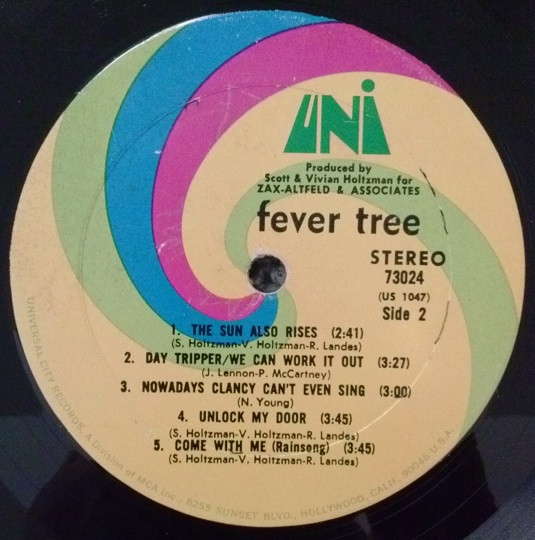 UNI
Produced by
Scott & Vivian Holtzman for
ZAX-ALTFELD & ASSOCIATES
fever tree
STEREO
73024
(US 1047)
Side 2
1. THE SUN ALSO RISES (2:41)
(S. Holtzman-V. Holtzman-R. Landes)
2. DAY TRIPPER/WE CAN WORK IT OUT (3:27)
(J. Lennon-P. McCartney)
3. NOWADAYS CLANCY CAN'T EVEN SING (3:00)
(N. Young)
4. UNLOCK MY DOOR (3:45)
(S. Holtzman-V. Holtzman-R. Landes)
5. COME WITH ME (Rainsong) (3:45)
(S. Holtzman-V. Holtzman-R. Landes)
UNIVERSAL CITY RECORDS, A Division of MCA Inc., 8255 SUNSET BLVD., HOLLYWOOD, CALIF. 90046 U.S.A.